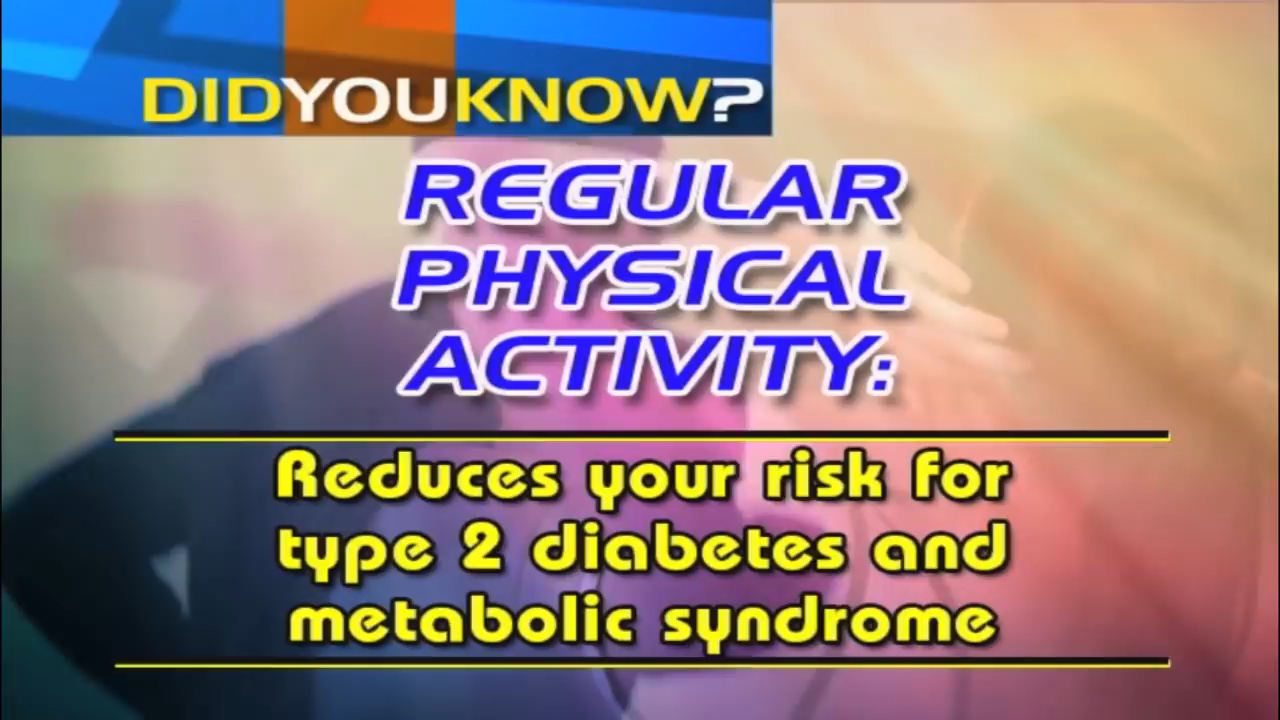 DIDYOUKNOW?
REGULAR
PHYSICAL
ACTIVITY:
Reduces your risk for
type 2 diabetes and
metabolic syndrome